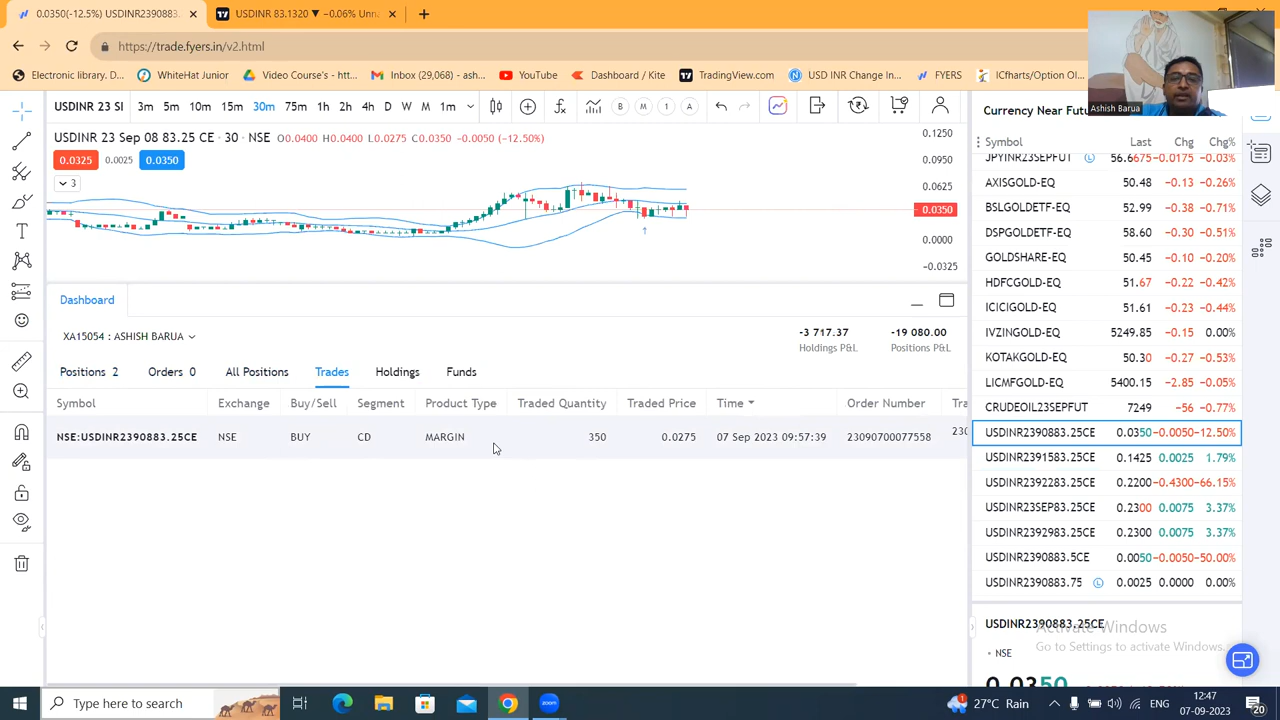 0.0350(-12.5%) USDINR2390883.
USDINR 83.1320 ▼ −0.06% Unna
https://trade.fyers.in/v2.html
Electronic library. D...
WhiteHat Junior
Video Course's - htt...
Inbox (29,068) - ash...
YouTube
Dashboard / Kite
TradingView.com
USD INR Change In...
FYERS
ICfharts/Option OI...
Ashish Barua
USDINR 23 SI
3m 5m 10m 15m 30m 75m 1h 2h 4h D W M 1m
B M 1 A
USDINR 23 Sep 08 83.25 CE · 30 · NSE O0.0400 H0.0400 L0.0275 C0.0350 -0.0050 (-12.50%)
0.0325 0.0025 0.0350
3
0.1250
0.0950
0.0625
0.0350
0.0000
-0.0325
Dashboard
XA15054 : ASHISH BARUA
-3 717.37
Holdings P&L
-19 080.00
Positions P&L
Positions 2 Orders 0 All Positions Trades Holdings Funds
Symbol Exchange Buy/Sell Segment Product Type Traded Quantity Traded Price Time Order Number Tra
NSE:USDINR2390883.25CE NSE BUY CD MARGIN 350 0.0275 07 Sep 2023 09:57:39 23090700077558 230
Currency Near Futu
Symbol Last Chg Chg%
JPYINR23SEPFUT 56.6675 −0.0175 −0.03%
AXISGOLD-EQ 50.48 −0.13 −0.26%
BSLGOLDETF-EQ 52.99 −0.38 −0.71%
DSPGOLDETF-EQ 58.60 −0.30 −0.51%
GOLDSHARE-EQ 50.45 −0.10 −0.20%
HDFCGOLD-EQ 51.67 −0.22 −0.42%
ICICIGOLD-EQ 51.61 −0.23 −0.44%
IVZINGOLD-EQ 5249.85 −0.15 0.00%
KOTAKGOLD-EQ 50.30 −0.27 −0.53%
LICMFGOLD-EQ 5400.15 −2.85 −0.05%
CRUDEOIL23SEPFUT 7249 −56 −0.77%
USDINR2390883.25CE 0.0350 −0.0050 −12.50%
USDINR2391583.25CE 0.1425 0.0025 1.79%
USDINR2392283.25CE 0.2200 −0.4300 −66.15%
USDINR23SEP83.25CE 0.2300 0.0075 3.37%
USDINR2392983.25CE 0.2300 0.0075 3.37%
USDINR2390883.5CE 0.0050 −0.0050 −50.00%
USDINR2390883.75 0.0025 0.0000 0.00%
USDINR2390883.25CE
NSE
0.0350
Activate Windows
Go to Settings to activate Windows.
Type here to search
zoom
1
27°C Rain
ENG
12:47
07-09-2023
20